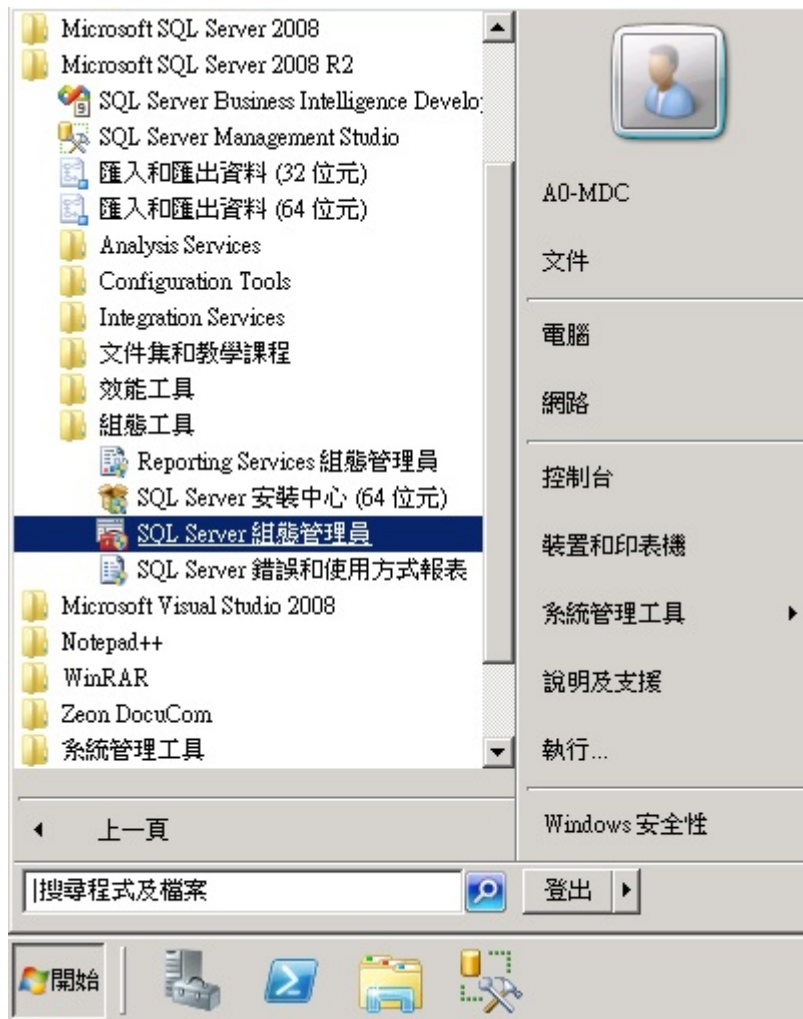 Microsoft SQL Server 2008
Microsoft SQL Server 2008 R2
SQL Server Business Intelligence Develo
SQL Server Management Studio
匯入和匯出資料 (32 位元)
匯入和匯出資料 (64 位元)
Analysis Services
Configuration Tools
Integration Services
文件集和教學課程
效能工具
組態工具
Reporting Services 組態管理員
SQL Server 安裝中心 (64 位元)
SQL Server 組態管理員
SQL Server 錯誤和使用方式報表
Microsoft Visual Studio 2008
Notepad++
WinRAR
Zeon DocuCom
系統管理工具
上一頁
搜尋程式及檔案
A0-MDC
文件
電腦
網路
控制台
裝置和印表機
系統管理工具
說明及支援
執行...
Windows 安全性
登出
開始